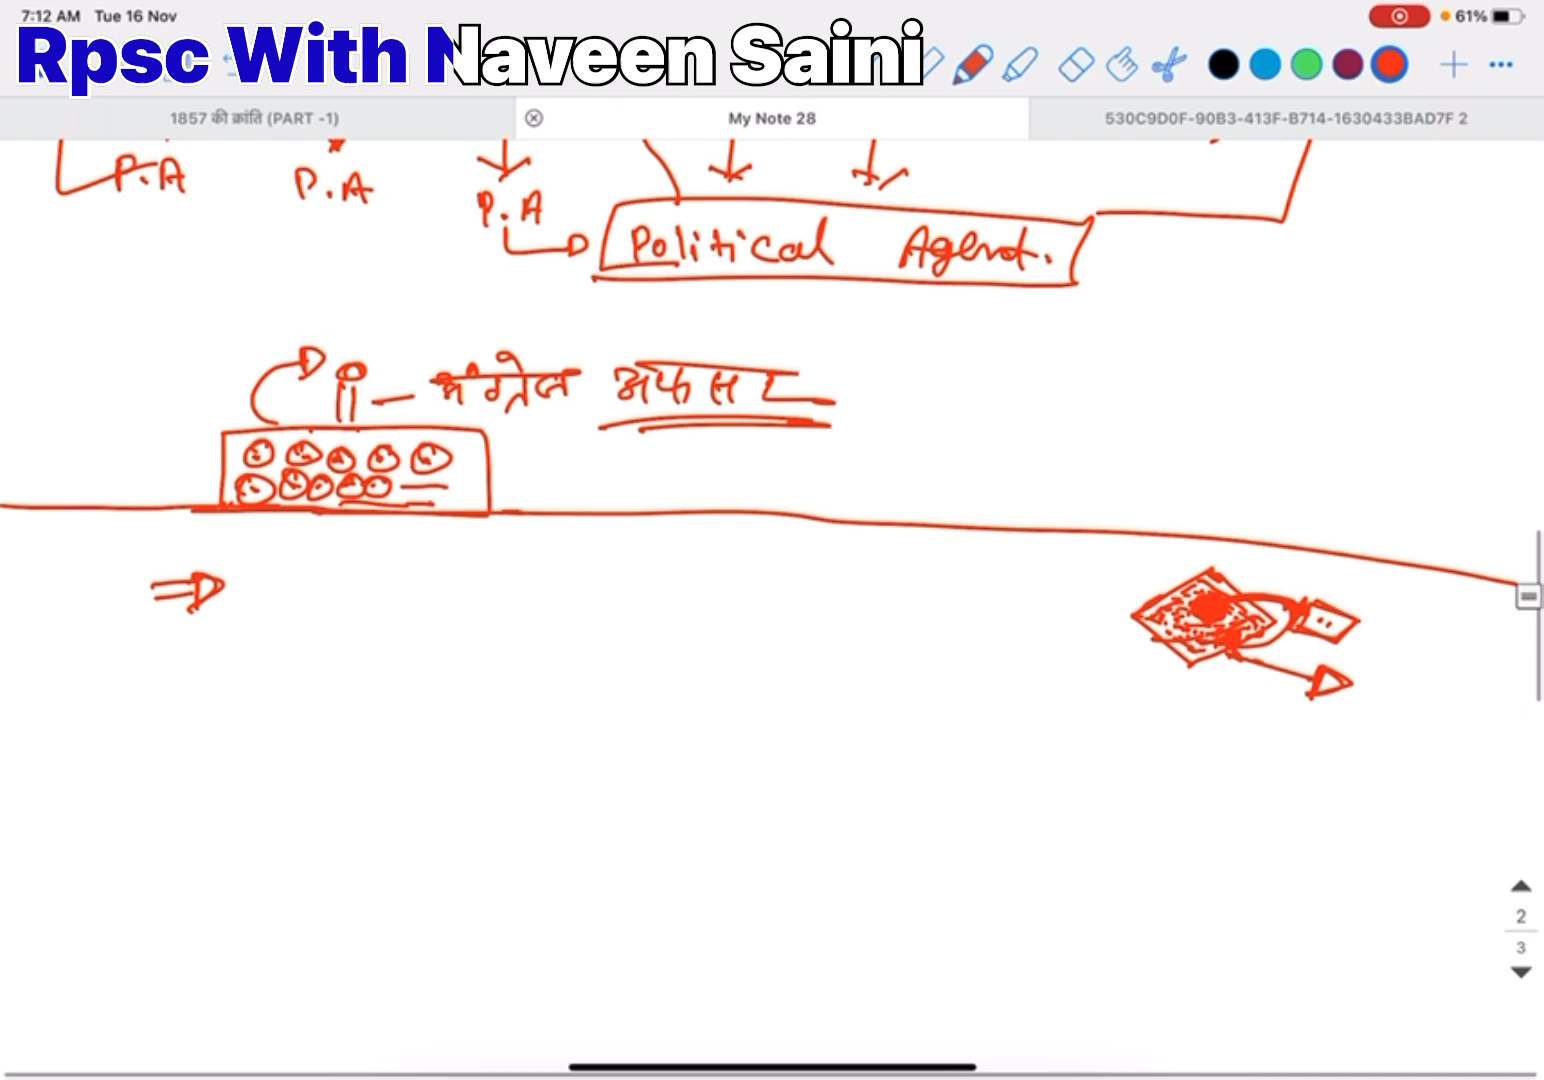 7:12 AM Tue 16 Nov
61%
Rpsc With Naveen Saini
1857 की क्रांति (PART -1)
My Note 28
530C9D0F-90B3-413F-B714-1630433BAD7F 2
P.A
P.A
P.A
Political Agent.
अंग्रेज अफसर
2
3